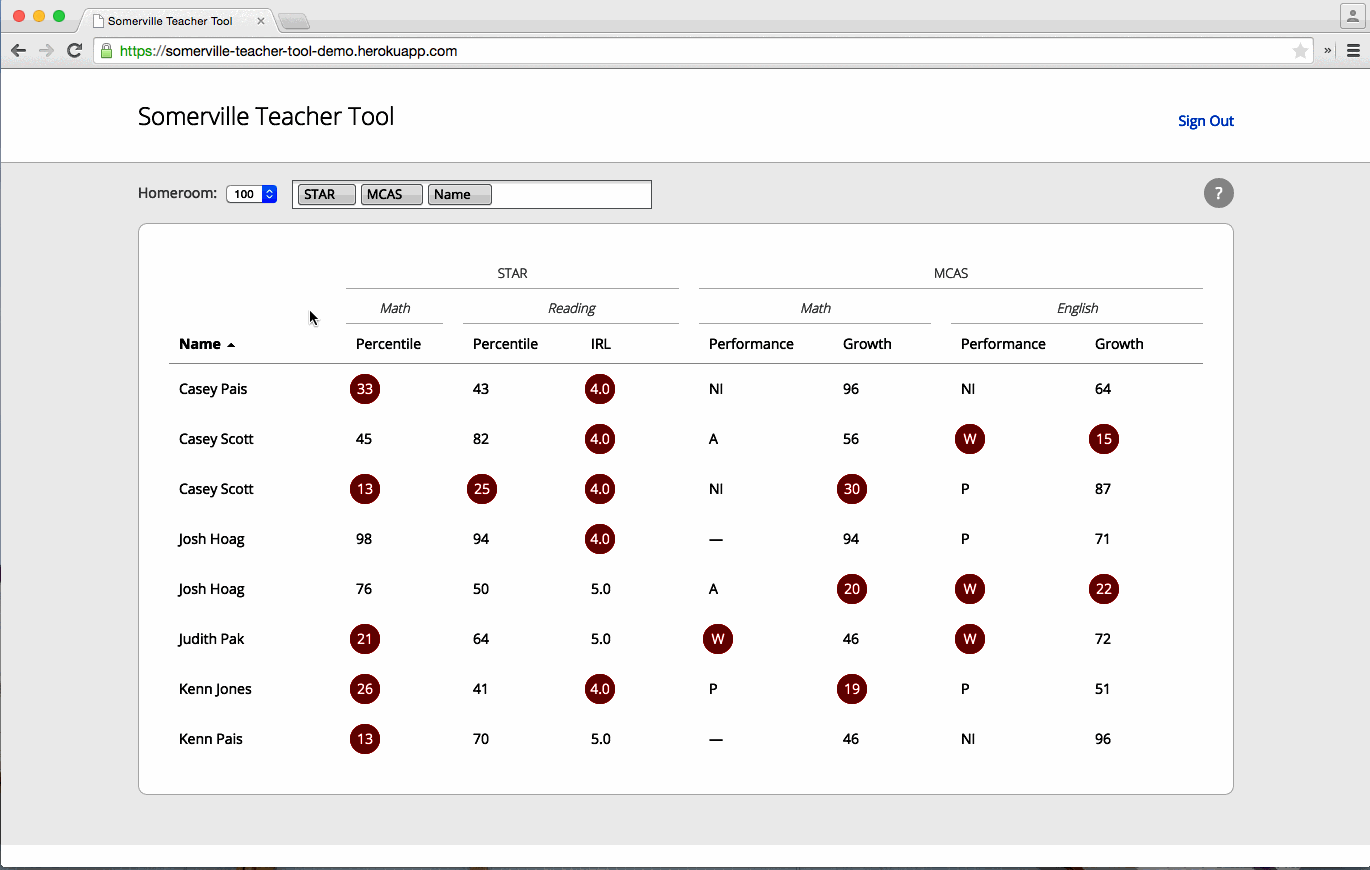 Somerville Teacher Tool
https://somerville-teacher-tool-demo.herokuapp.com
»
Somerville Teacher Tool
Sign Out
Homeroom: 100 STAR MCAS Name ?
STAR MCAS
Math Reading Math English
Name Percentile Percentile IRL Performance Growth Performance Growth
Casey Pais 33 43 4.0 NI 96 NI 64
Casey Scott 45 82 4.0 A 56 W 15
Casey Scott 13 25 4.0 NI 30 P 87
Josh Hoag 98 94 4.0 — 94 P 71
Josh Hoag 76 50 5.0 A 20 W 22
Judith Pak 21 64 5.0 W 46 W 72
Kenn Jones 26 41 4.0 P 19 P 51
Kenn Pais 13 70 5.0 — 46 NI 96